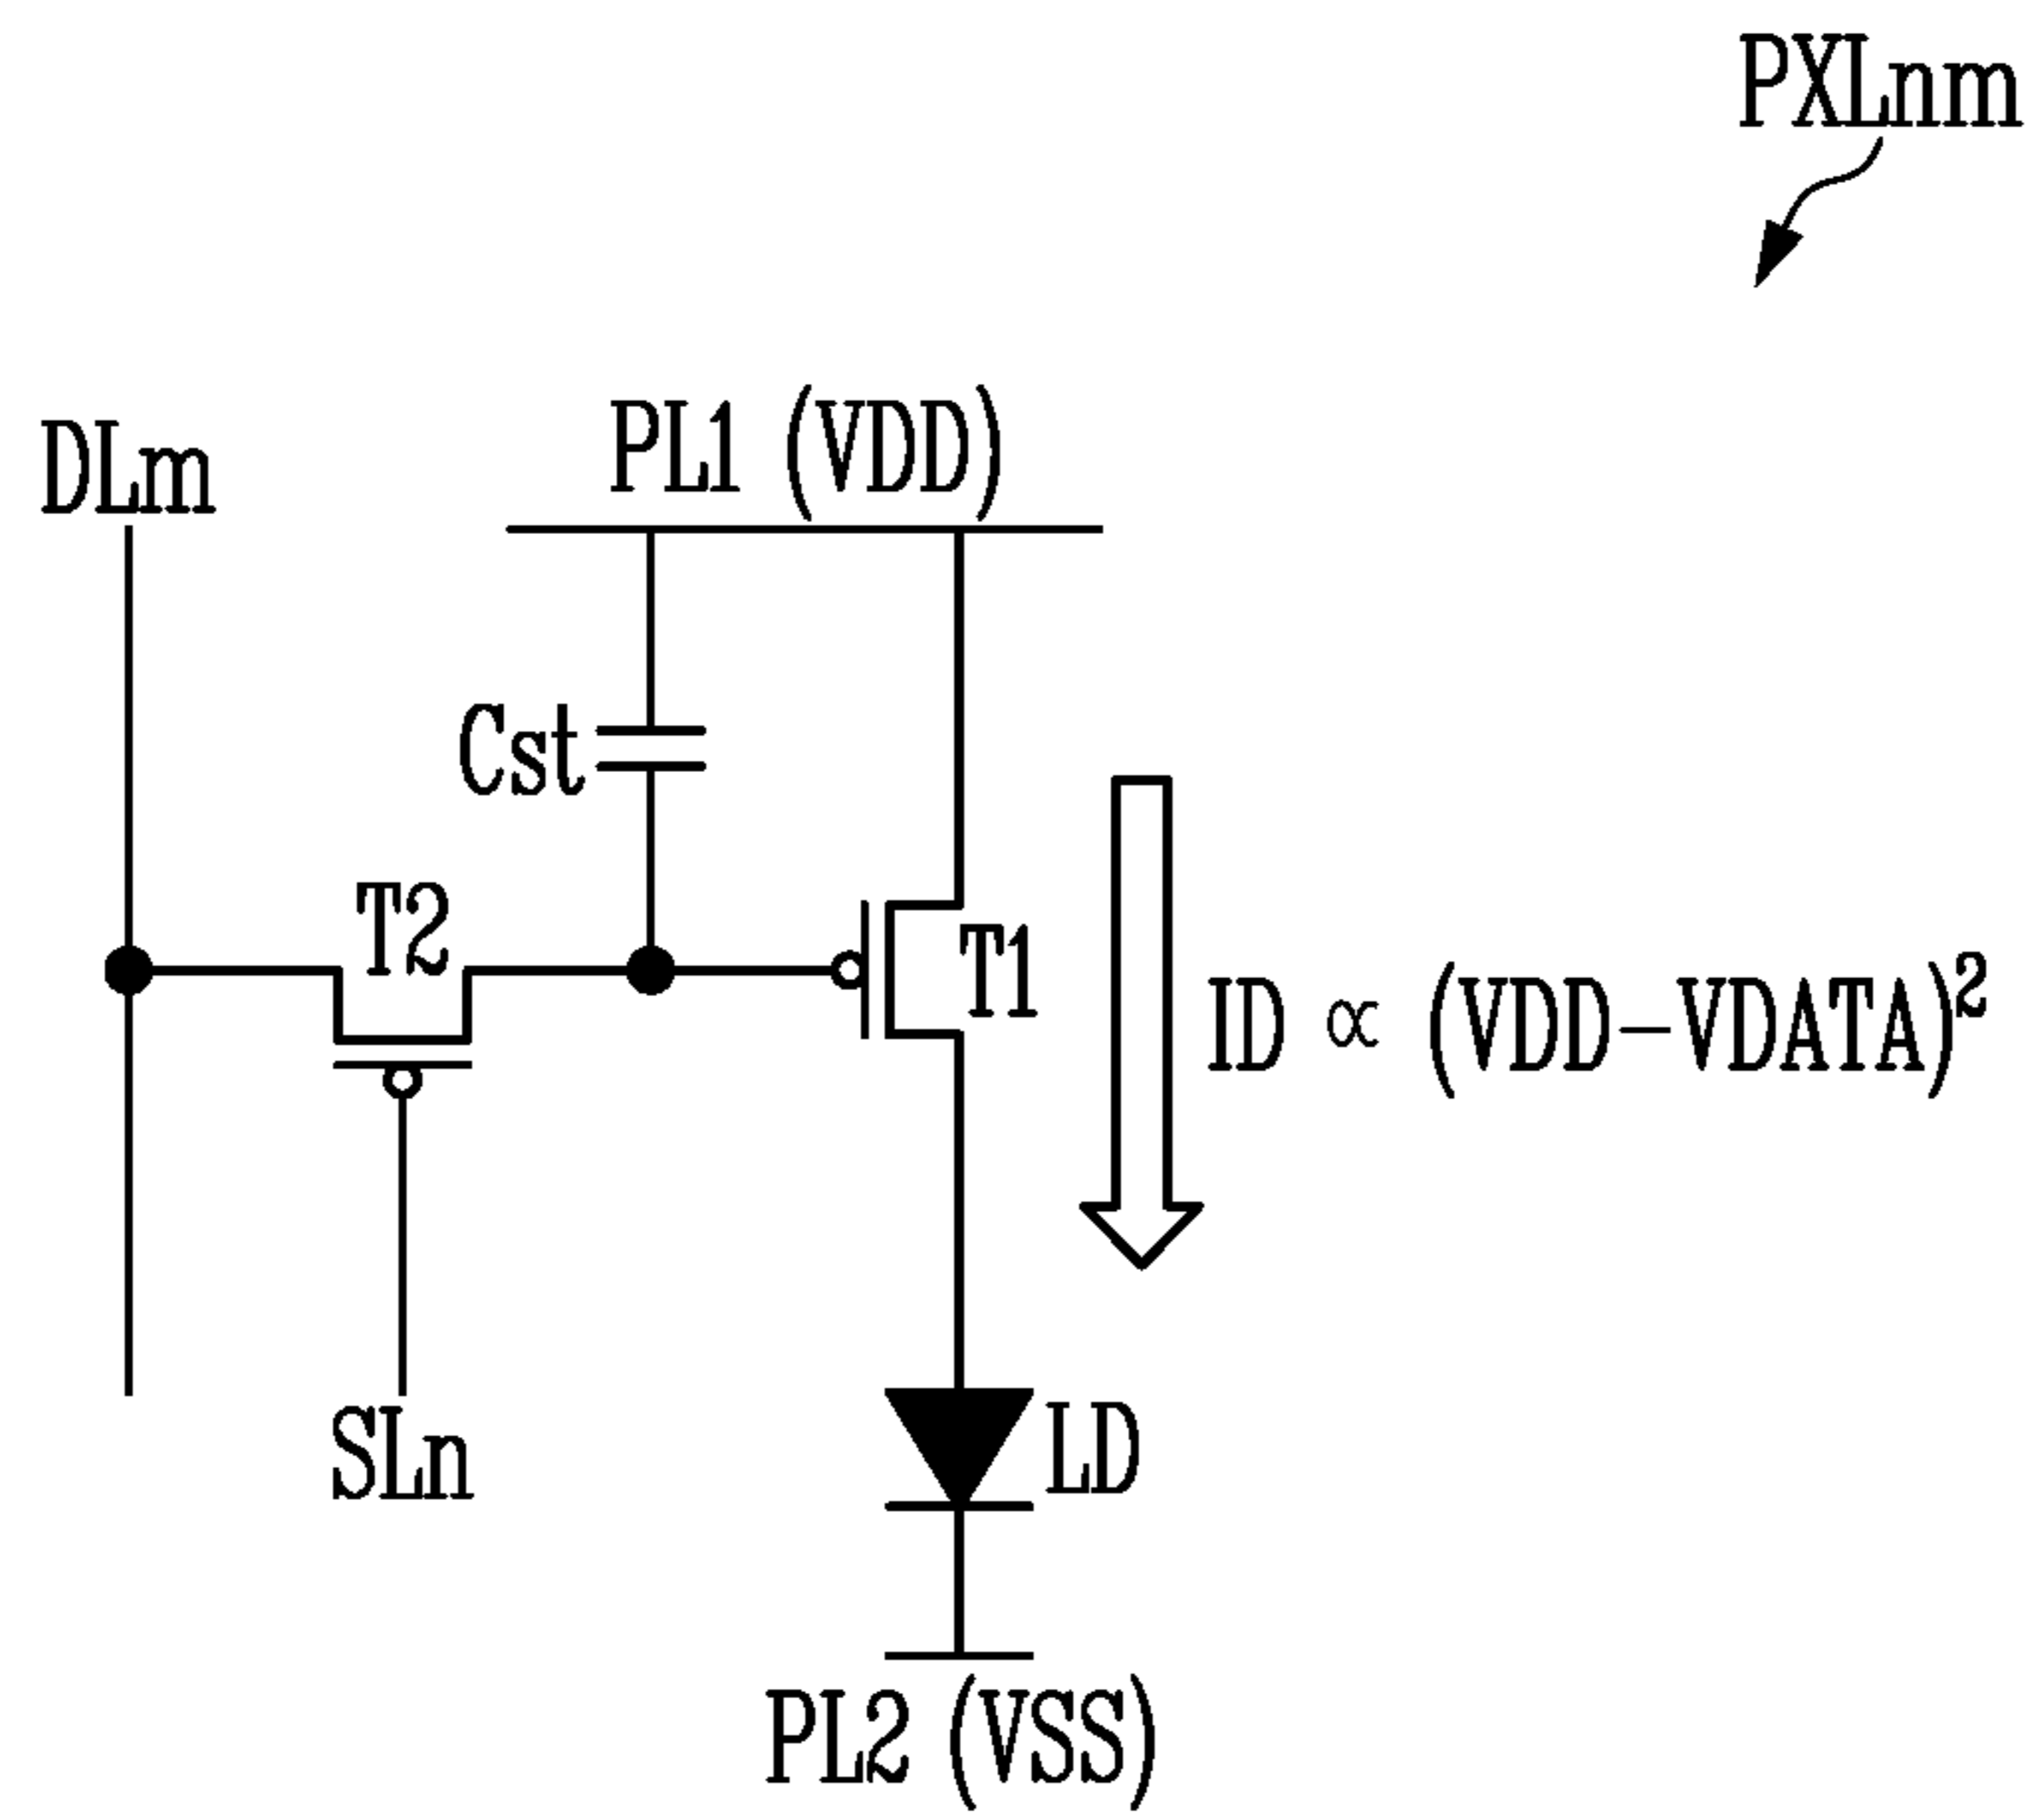 PXLnm
PL1 (VDD)
DLm
Cst
T2
T1
ID ∝ (VDD-VDATA)²
SLn
LD
PL2 (VSS)